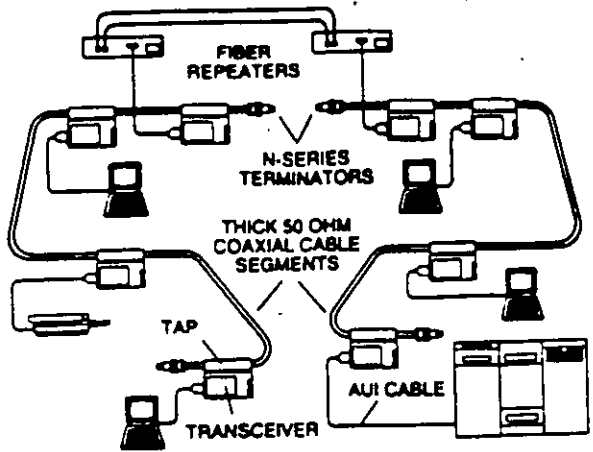 FIBER
REPEATERS
N-SERIES
TERMINATORS
THICK 50 OHM
COAXIAL CABLE
SEGMENTS
TAP
AUI CABLE
TRANSCEIVER